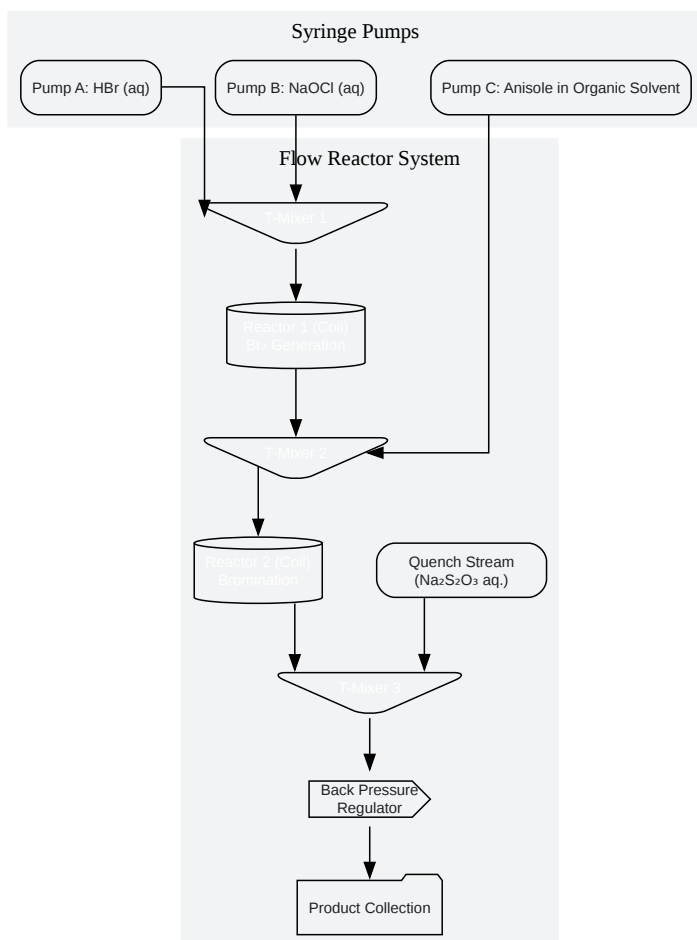 Syringe Pumps
Pump A: HBr (aq)
Pump B: NaOCl (aq)
Pump C: Anisole in Organic Solvent
Flow Reactor System
T-Mixer 1
Reactor 1 (Coil)
Br₂ Generation
T-Mixer 2
Reactor 2 (Coil)
Bromination
Quench Stream
(Na₂S₂O₃ aq.)
T-Mixer 3
Back Pressure
Regulator
Product Collection